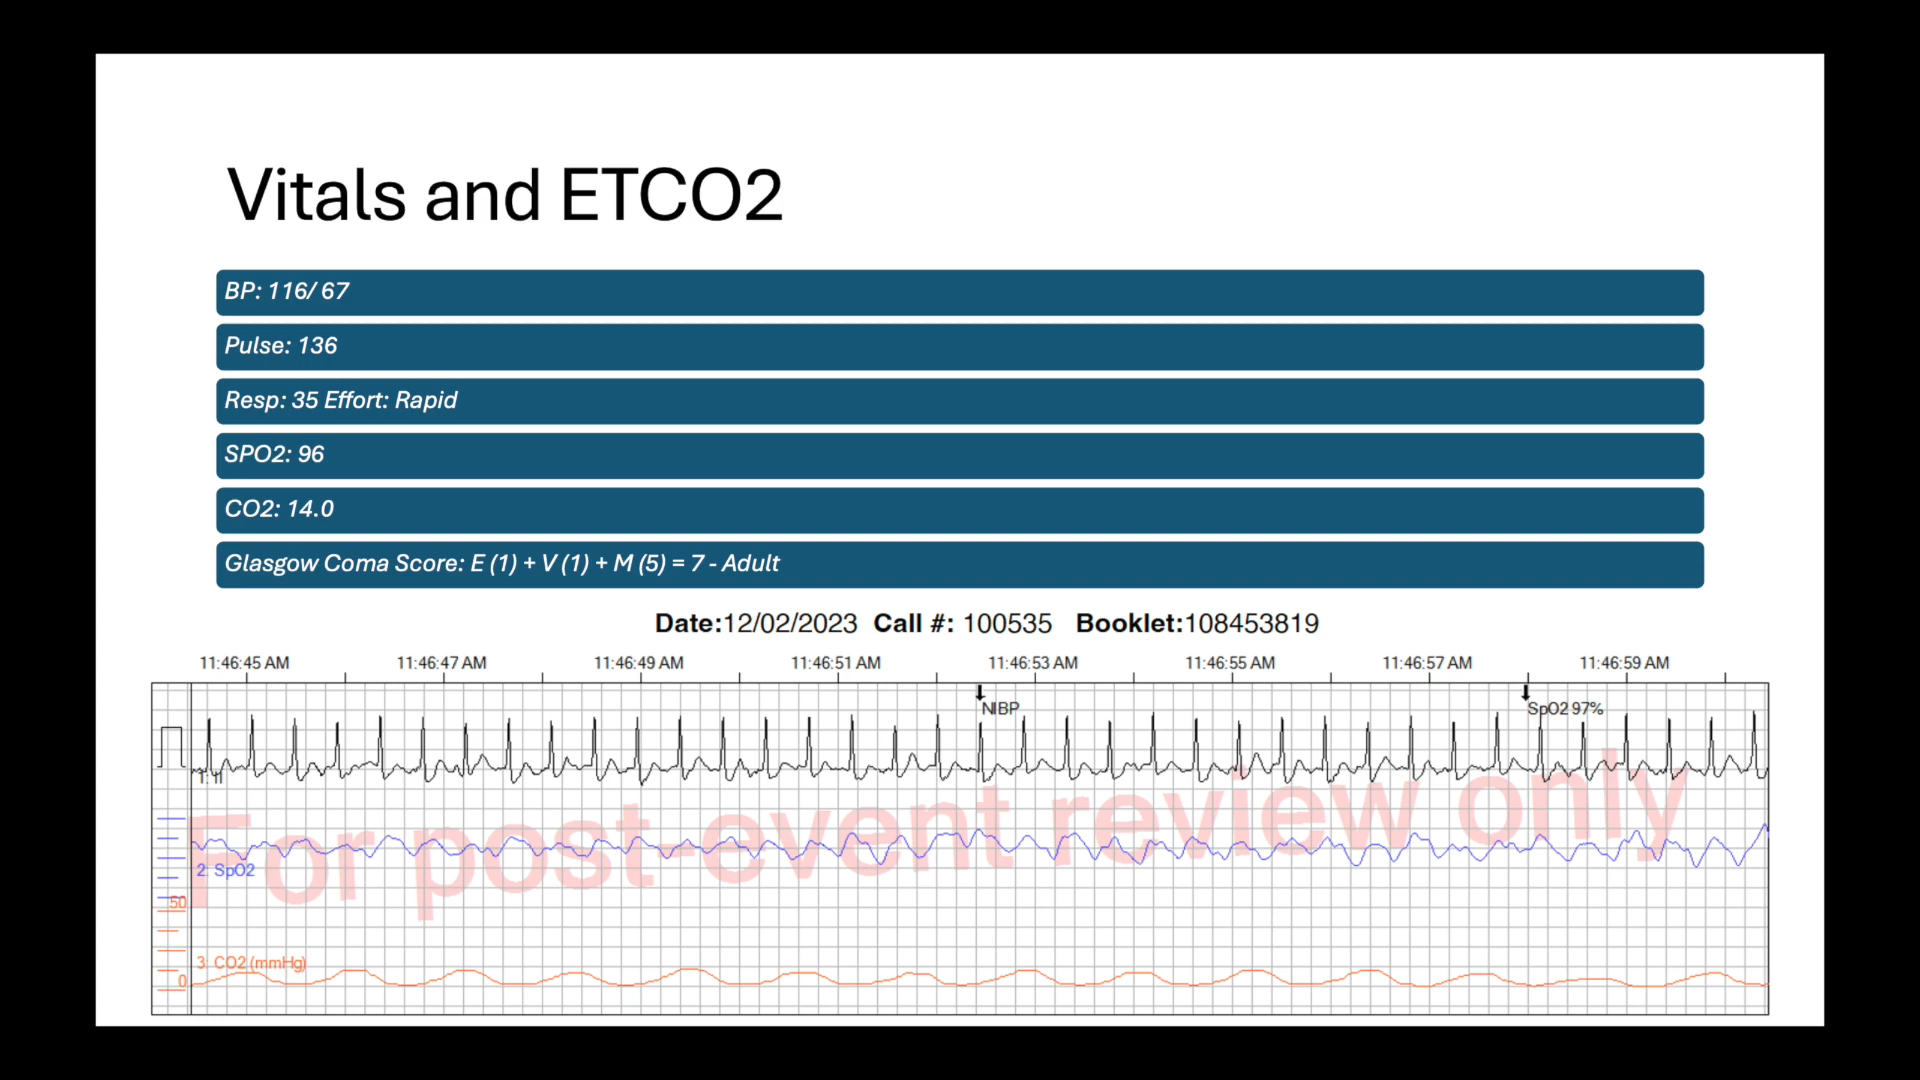 Vitals and ETCO2
BP: 116/ 67
Pulse: 136
Resp: 35 Effort: Rapid
SPO2: 96
CO2: 14.0
Glasgow Coma Score: E (1) + V (1) + M (5) = 7 - Adult
Date:12/02/2023 Call #: 100535 Booklet:108453819
11:46:45 AM 11:46:47 AM 11:46:49 AM 11:46:51 AM 11:46:53 AM 11:46:55 AM 11:46:57 AM 11:46:59 AM
NIBP SpO2 97%
1: II
For post-event review only
2: SpO2
50
3: CO2 (mmHg)
0